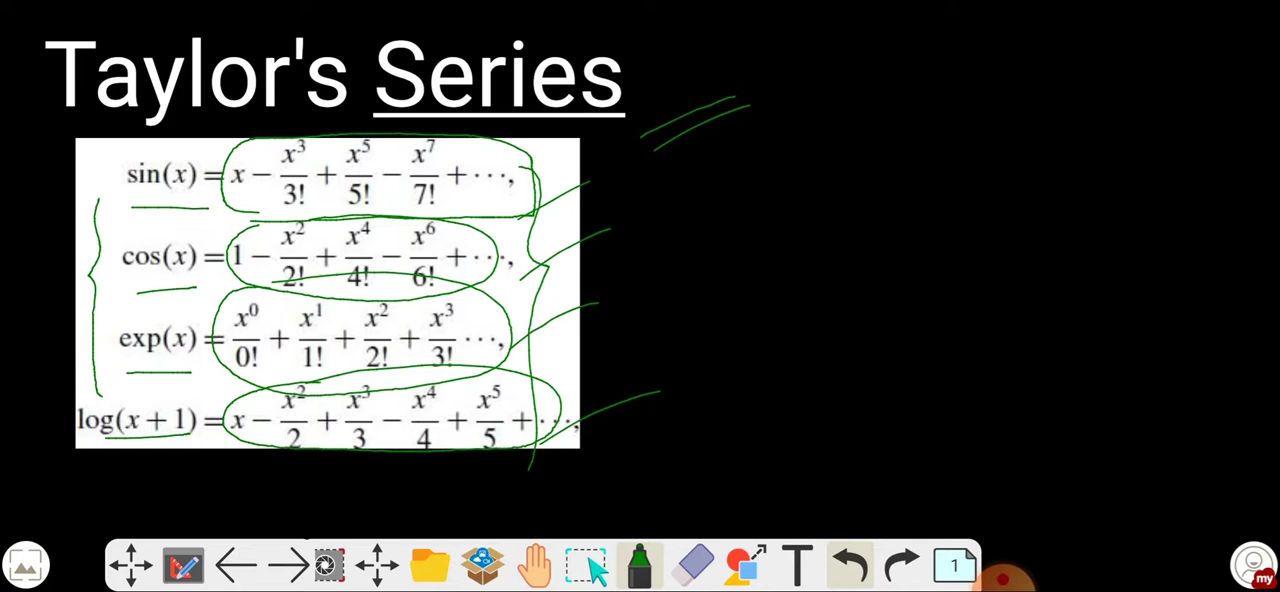 Taylor's Series
sin(x) = x − x³/3! + x⁵/5! − x⁷/7! + ⋯,
cos(x) = 1 − x²/2! + x⁴/4! − x⁶/6! + ⋯,
exp(x) = x⁰/0! + x¹/1! + x²/2! + x³/3! ⋯,
log(x + 1) = x − x²/2 + x³/3 − x⁴/4 + x⁵/5 + ⋯,
T
1
my